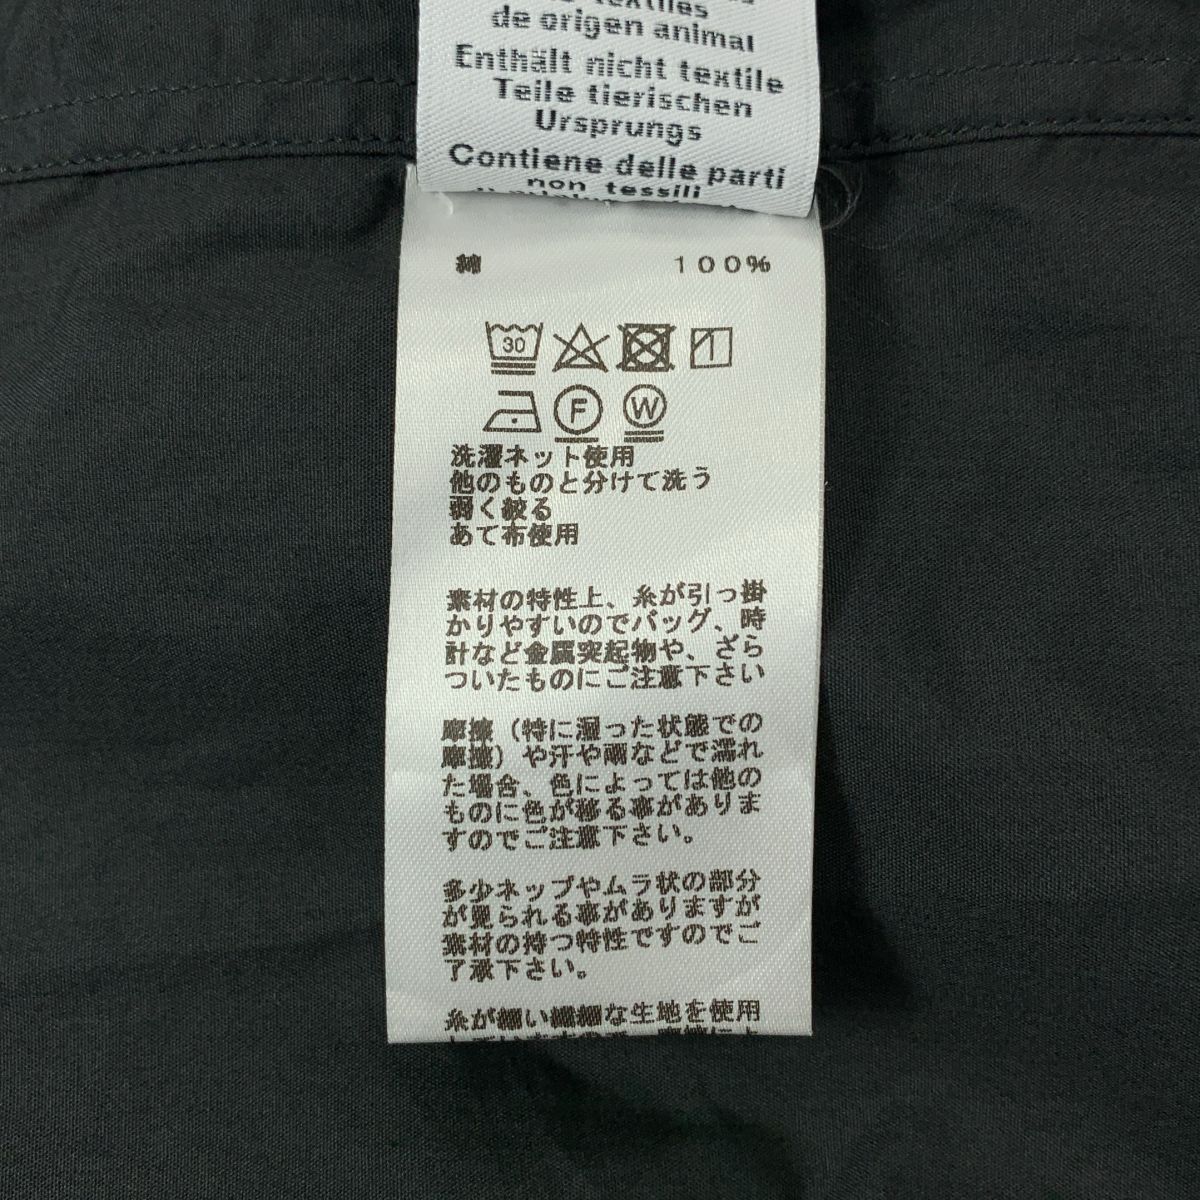 textiles
de origen animal
Enthält nicht textile
Teile tierischen
Ursprungs
Contiene delle parti
non tessili
綿 100%
30
F W
洗濯ネット使用
他のものと分けて洗う
弱く絞る
あて布使用
素材の特性上、糸が引っ掛
かりやすいのでバッグ、時
計など金属突起物や、ざら
ついたものにご注意下さい
摩擦(特に湿った状態での
摩擦)や汗や雨などで濡れ
た場合、色によっては他の
ものに色が移る事がありま
すのでご注意下さい。
多少ネップやムラ状の部分
が見られる事がありますが
素材の持つ特性ですのでご
了承下さい。
糸が細い繊細な生地を使用